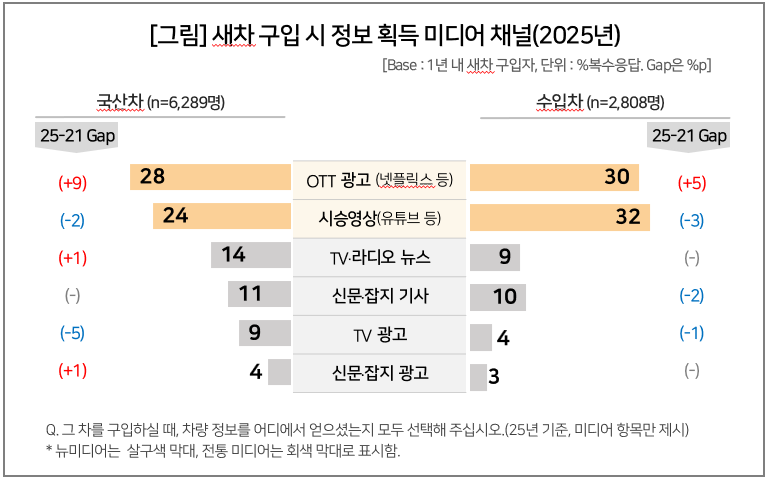 [그림] 새차 구입 시 정보 획득 미디어 채널(2025년)
[Base : 1년 내 새차 구입자, 단위 : %복수응답. Gap은 %p]
국산차 (n=6,289명) 수입차 (n=2,808명)
25-21 Gap 25-21 Gap
(+9) 28 OTT 광고 (넷플릭스 등) 30 (+5)
(-2) 24 시승영상(유튜브 등) 32 (-3)
(+1) 14 TV·라디오 뉴스 9 (-)
(-) 11 신문·잡지 기사 10 (-2)
(-5) 9 TV 광고 4 (-1)
(+1) 4 신문·잡지 광고 3 (-)
Q. 그 차를 구입하실 때, 차량 정보를 어디에서 얻으셨는지 모두 선택해 주십시오.(25년 기준, 미디어 항목만 제시)
* 뉴미디어는 살구색 막대, 전통 미디어는 회색 막대로 표시함.